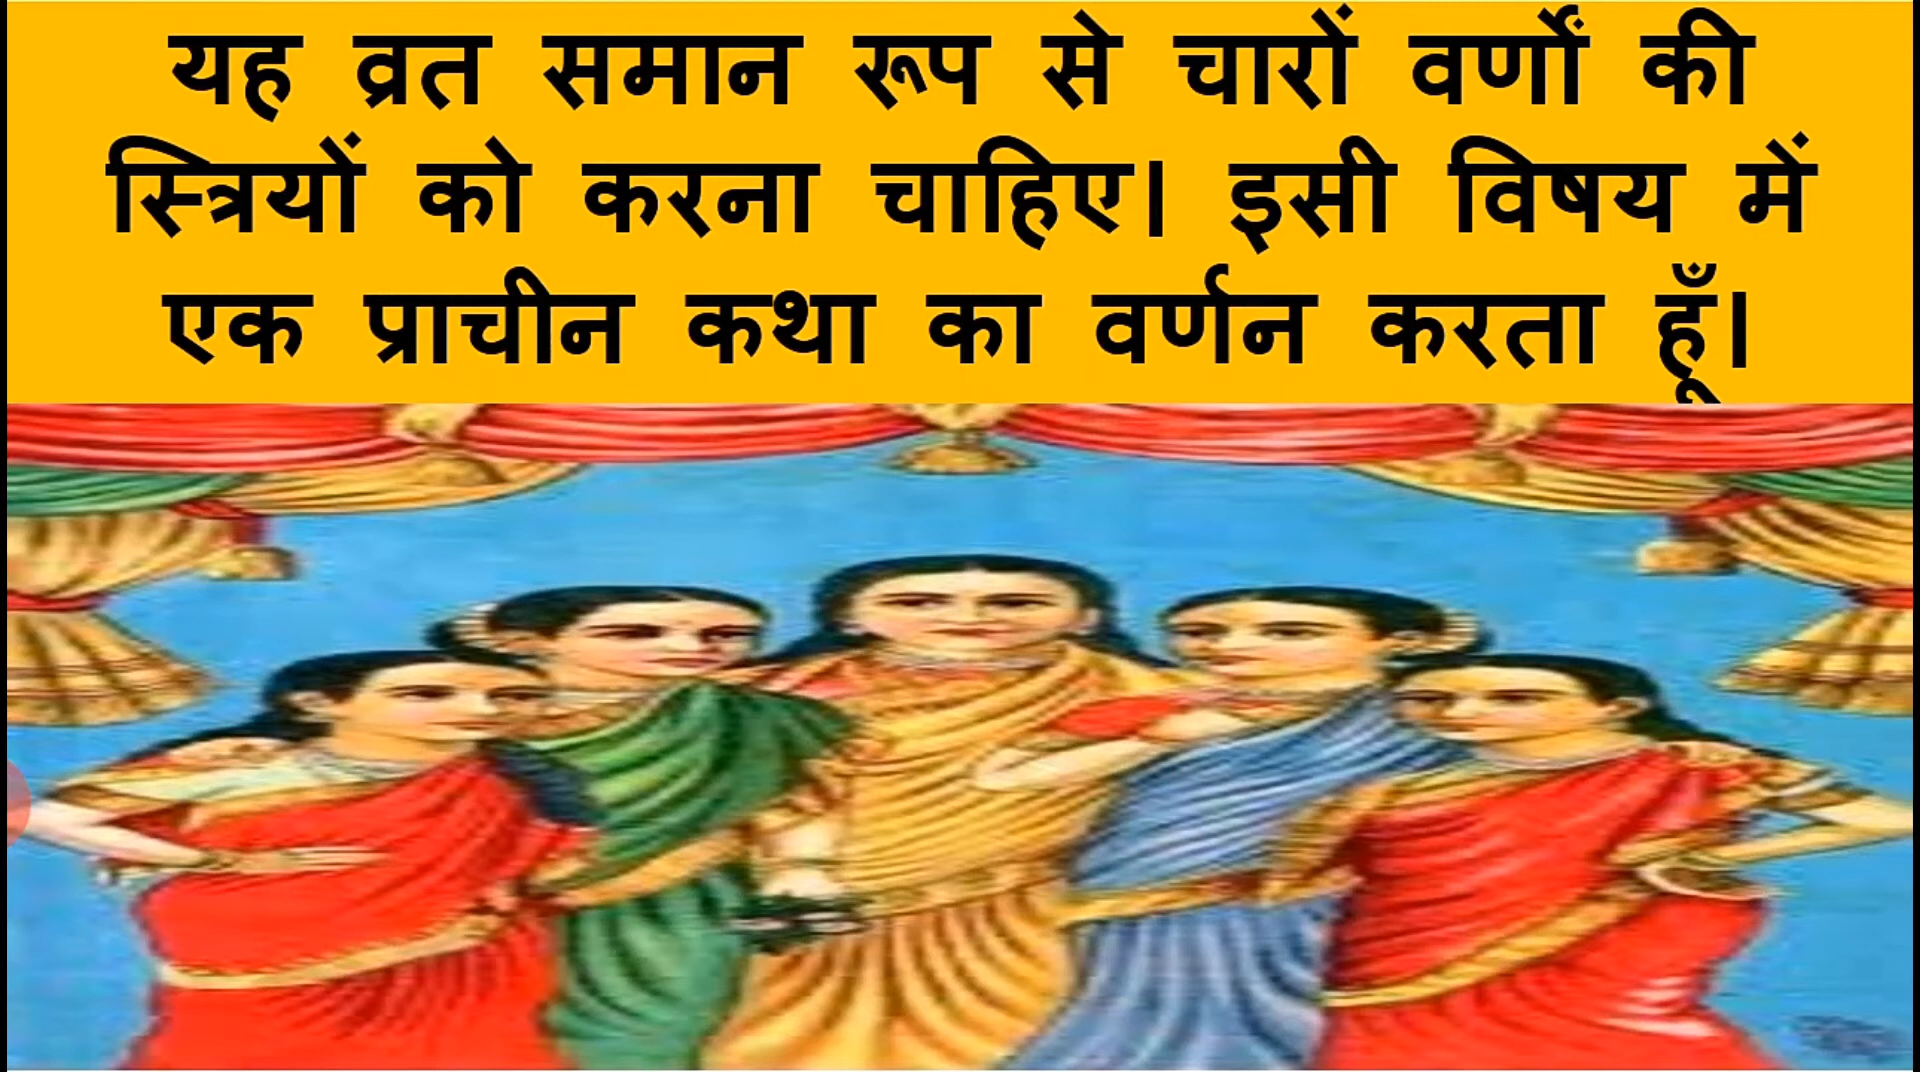 यह व्रत समान रूप से चारों वर्णों की
स्त्रियों को करना चाहिए। इसी विषय में
एक प्राचीन कथा का वर्णन करता हूँ।